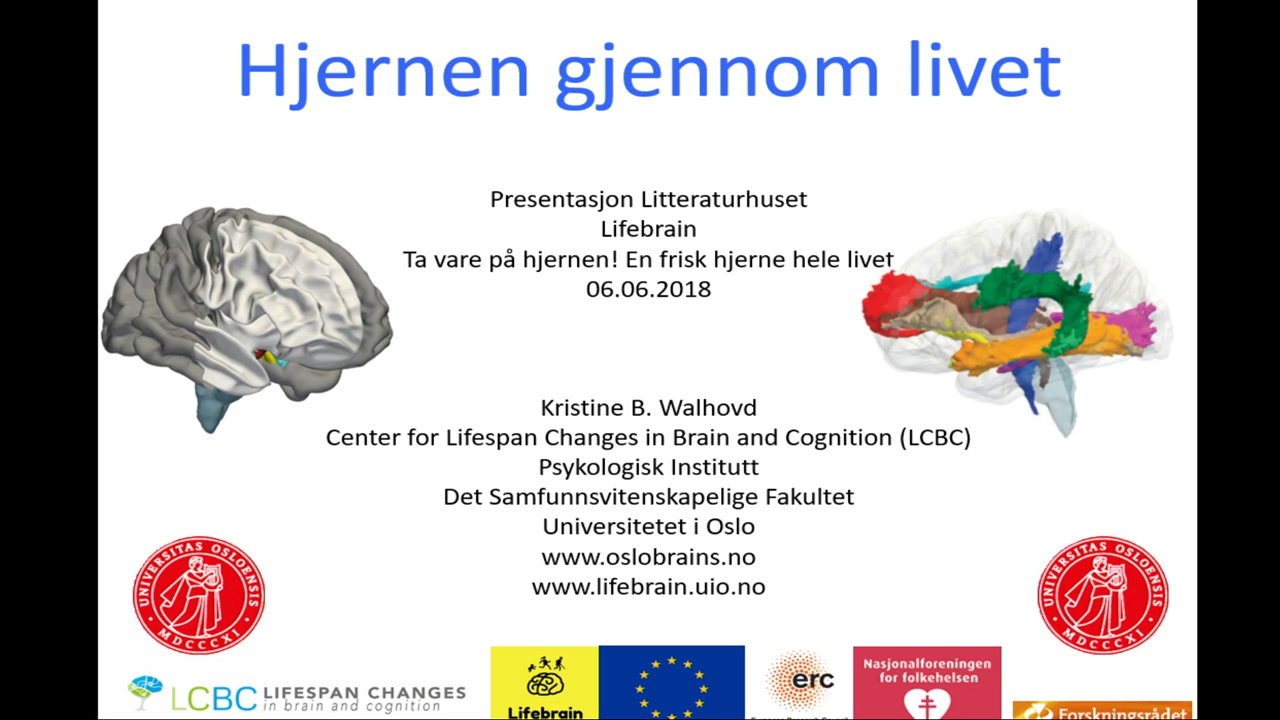 Hjernen gjennom livet
Presentasjon Litteraturhuset
Lifebrain
Ta vare på hjernen! En frisk hjerne hele livet
06.06.2018
Kristine B. Walhovd
Center for Lifespan Changes in Brain and Cognition (LCBC)
Psykologisk Institutt
Det Samfunnsvitenskapelige Fakultet
Universitetet i Oslo
www.oslobrains.no
www.lifebrain.uio.no
UNIVERSITAS OSLOENSIS
MDCCCXI
UNIVERSITAS OSLOENSIS
MDCCCXI
LCBC LIFESPAN CHANGES
in brain and cognition
Lifebrain
erc
Nasjonalforeningen
for folkehelsen
Forskningsrådet